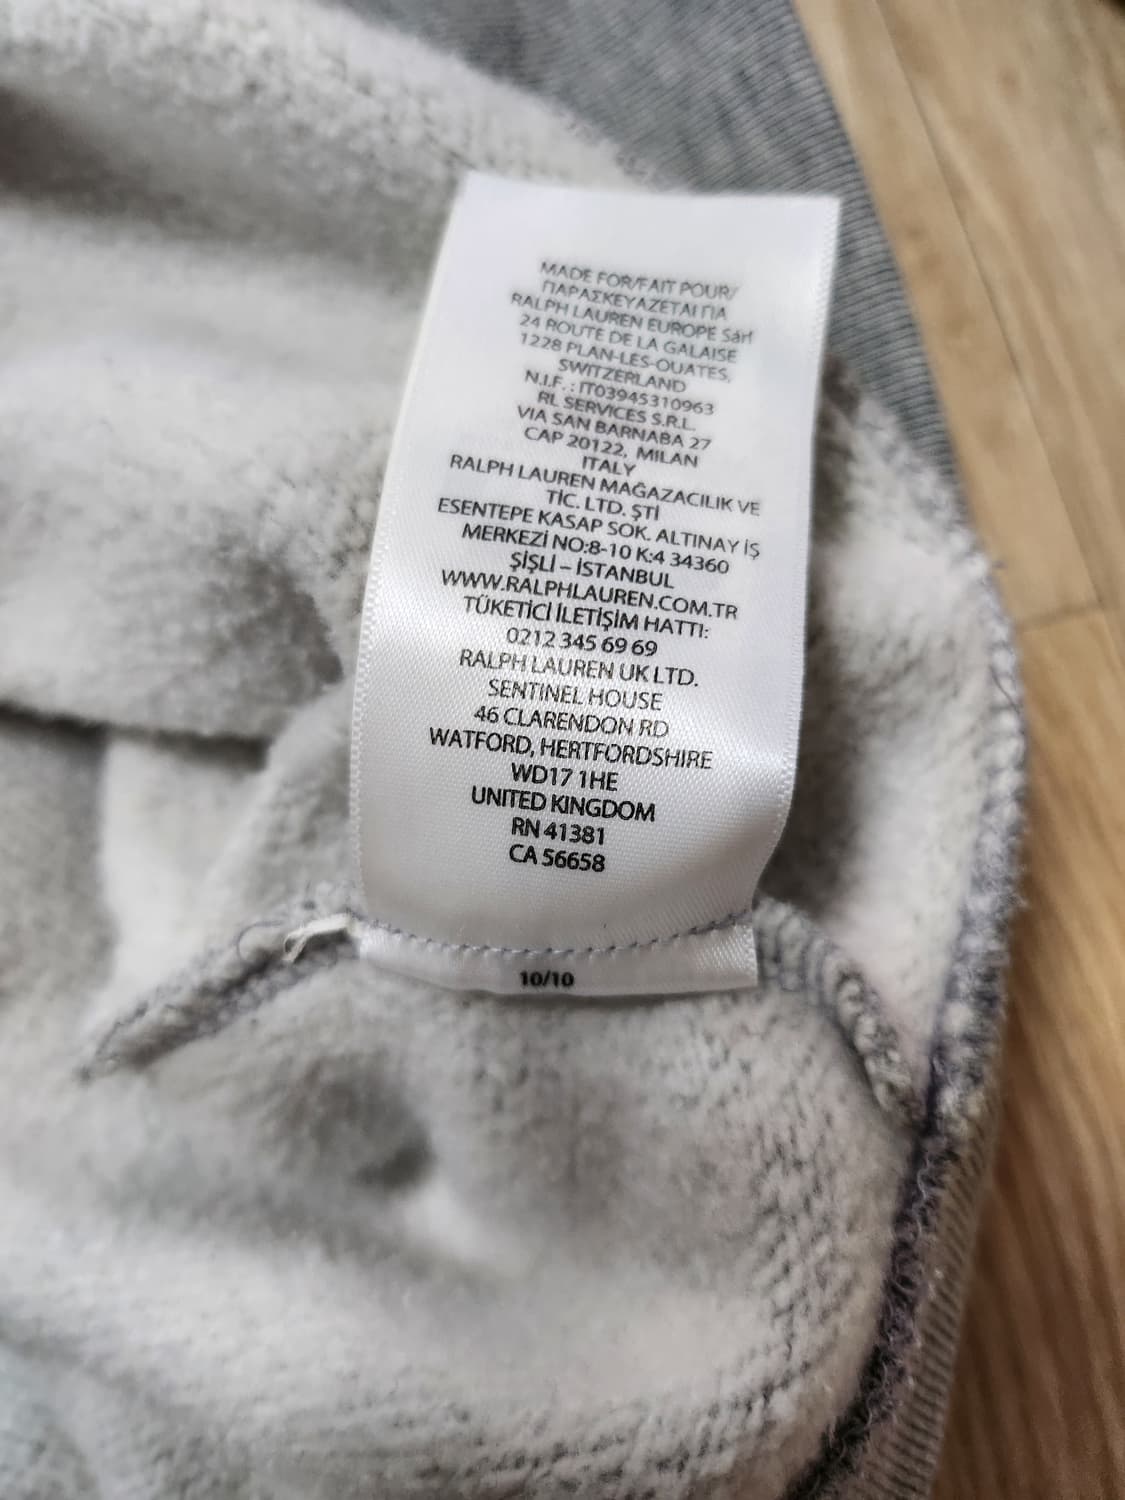 MADE FOR/FAIT POUR/
ΠΑΡΑΣΚΕΥΑΖΕΤΑΙ ΓΙΑ
RALPH LAUREN EUROPE Sàrl
24 ROUTE DE LA GALAISE
1228 PLAN-LES-OUATES,
SWITZERLAND
N.I.F. : IT03945310963
RL SERVICES S.R.L.
VIA SAN BARNABA 27
CAP 20122, MILAN
ITALY
RALPH LAUREN MAĞAZACILIK VE
TİC. LTD. ŞTİ
ESENTEPE KASAP SOK. ALTINAY İŞ
MERKEZİ NO:8-10 K:4 34360
ŞİŞLİ – İSTANBUL
WWW.RALPHLAUREN.COM.TR
TÜKETİCİ İLETİŞİM HATTI:
0212 345 69 69
RALPH LAUREN UK LTD.
SENTINEL HOUSE
46 CLARENDON RD
WATFORD, HERTFORDSHIRE
WD17 1HE
UNITED KINGDOM
RN 41381
CA 56658
10/10